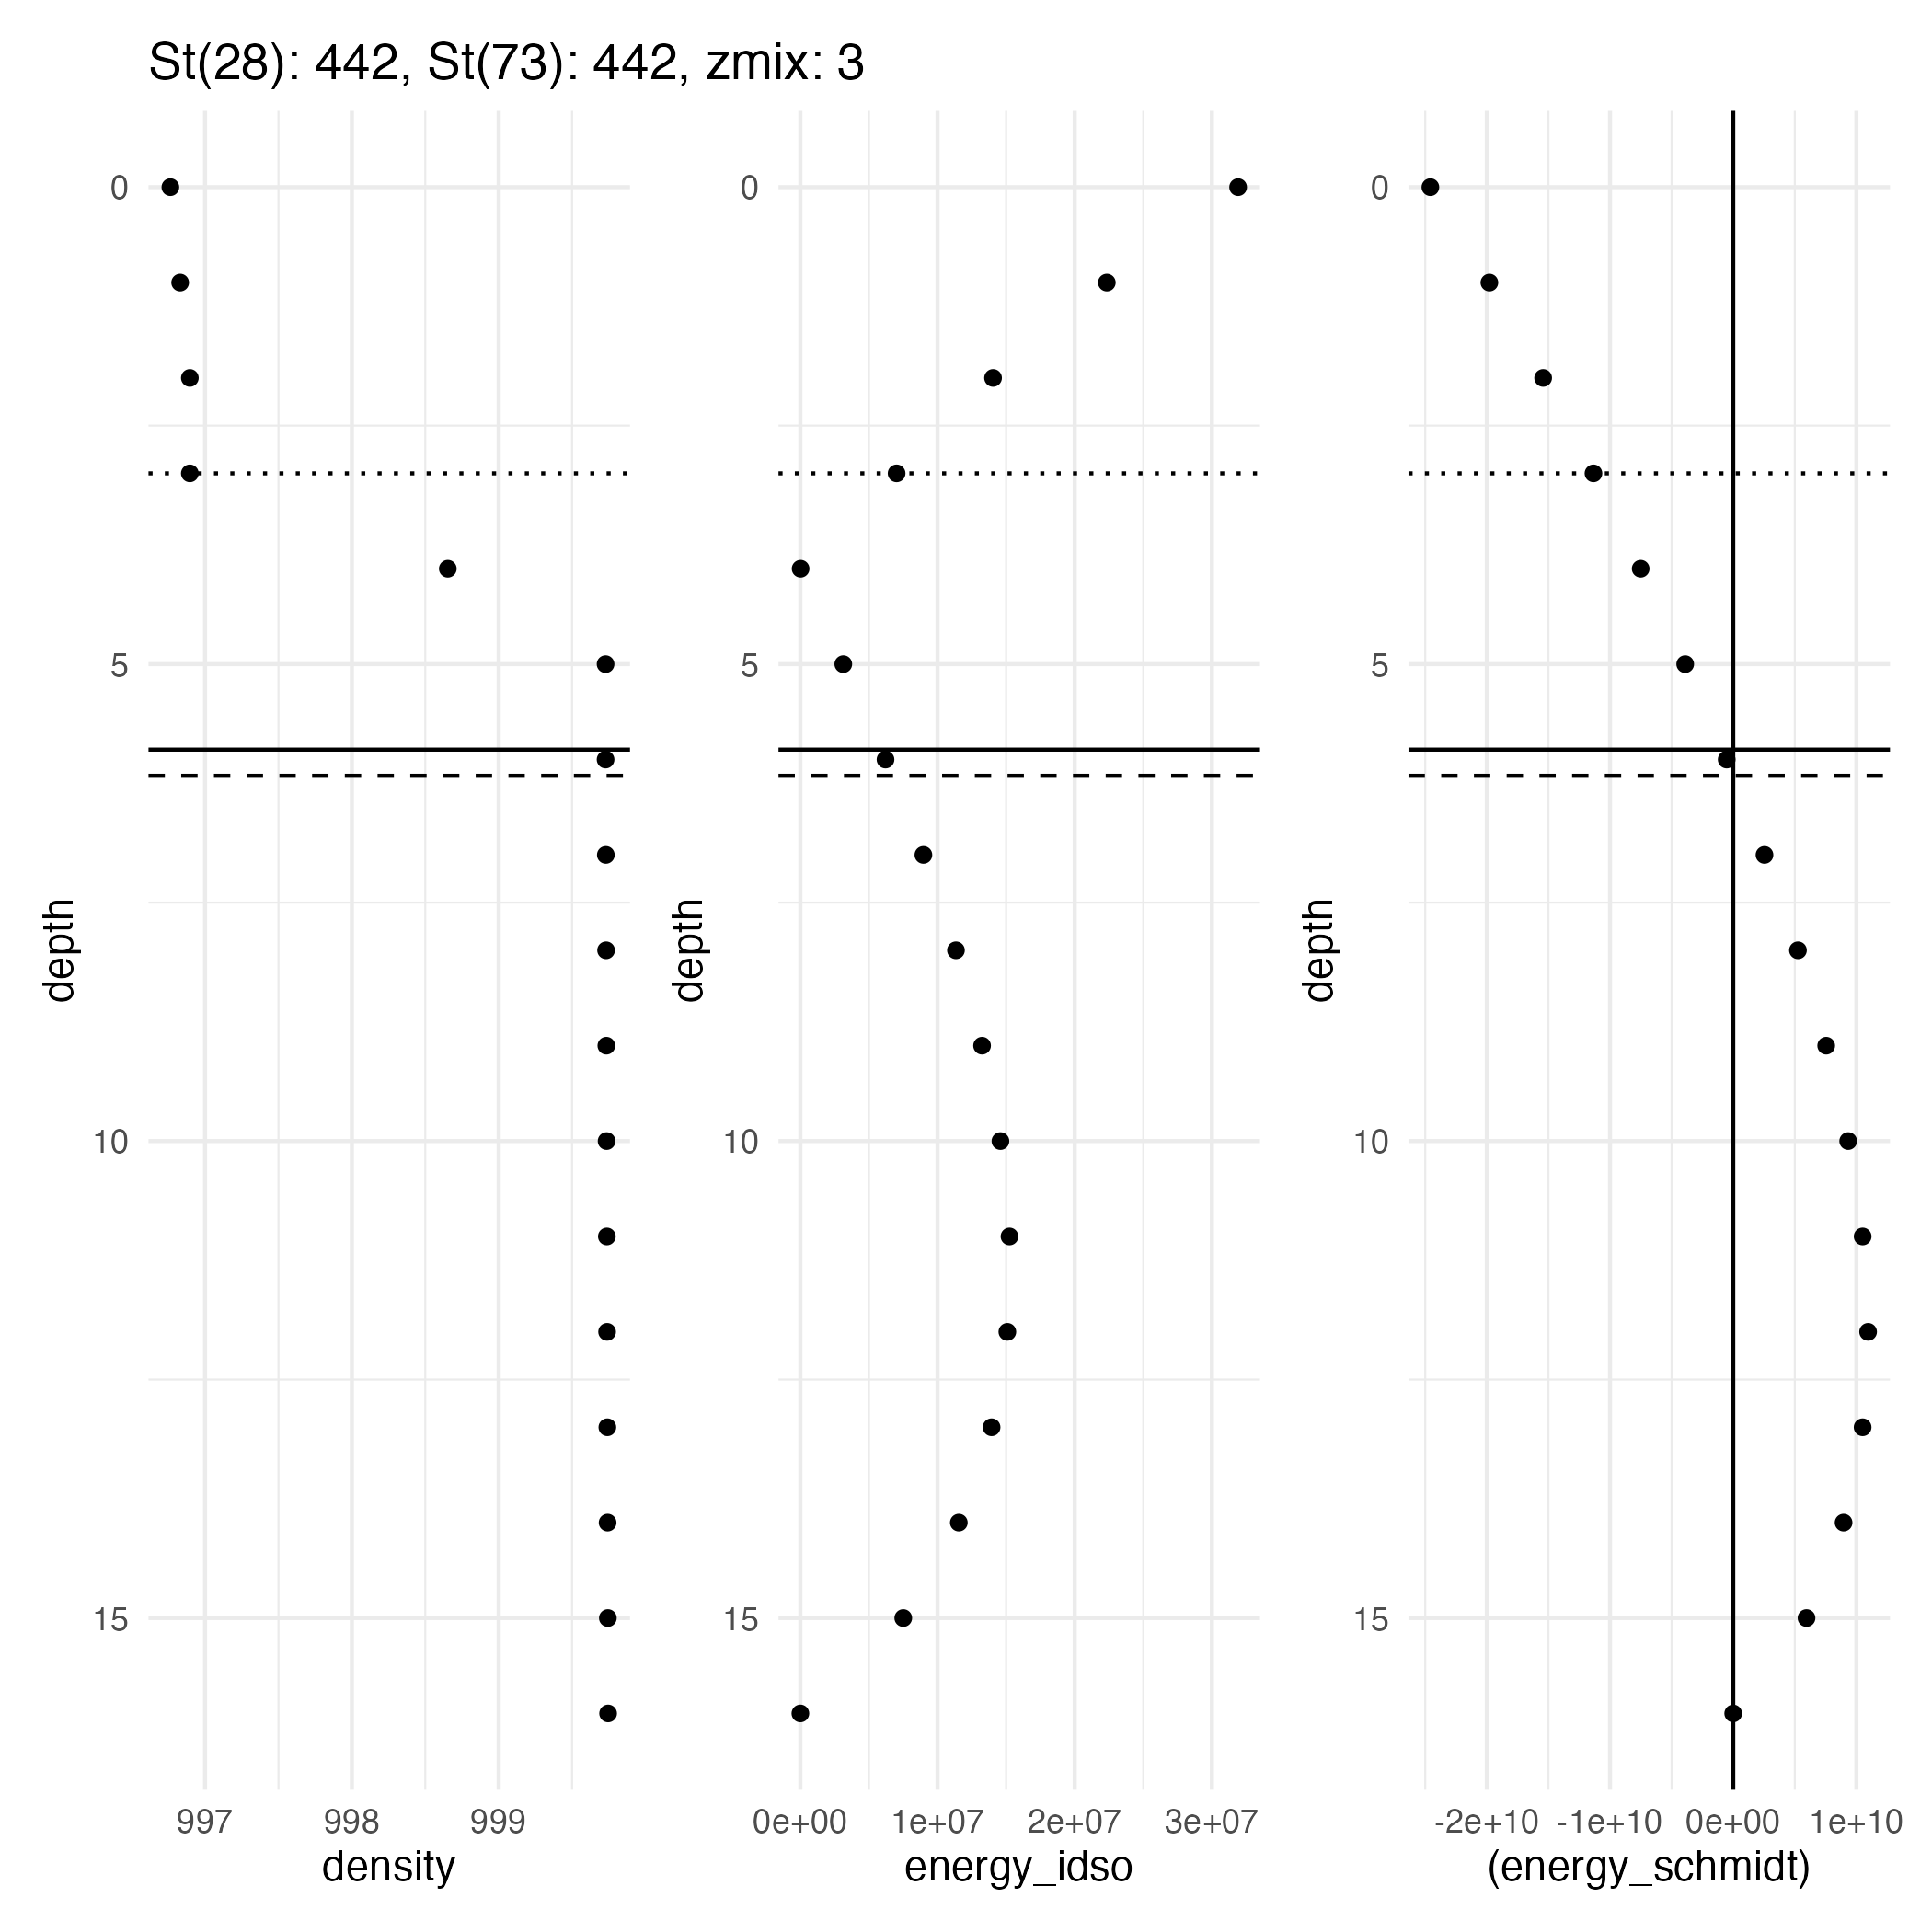 St(28): 442, St(73): 442, zmix: 3
0
5
10
15
depth
997 998 999
density
0
5
10
15
depth
0e+00 1e+07 2e+07 3e+07
energy_idso
0
5
10
15
depth
-2e+10 -1e+10 0e+00 1e+10
(energy_schmidt)